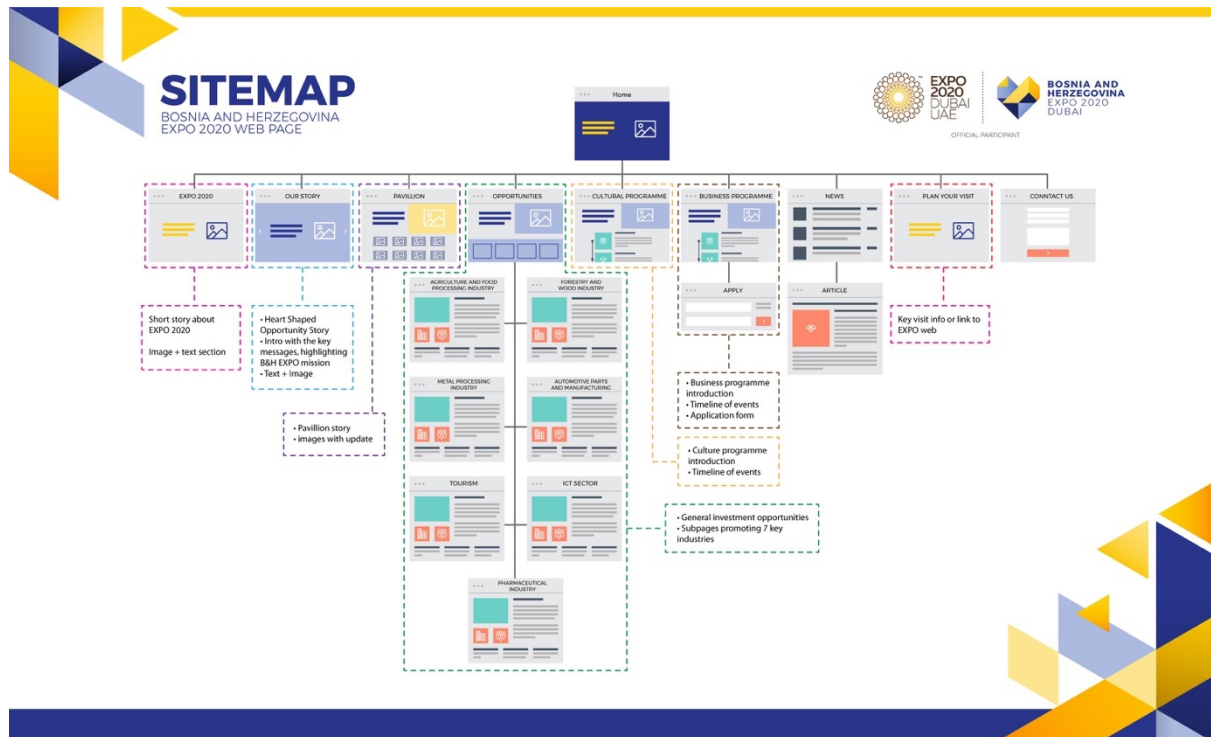 SITEMAP
BOSNIA AND HERZEGOVINA
EXPO 2020 WEB PAGE
EXPO
2020
DUBAI
UAE
BOSNIA AND
HERZEGOVINA
EXPO 2020
DUBAI
OFFICIAL PARTICIPANT
Home
EXPO 2020
OUR STORY
PAVILLION
OPPORTUNITIES
CULTURAL PROGRAMME
BUSINESS PROGRAMME
NEWS
PLAN YOUR VISIT
CONNTACT US
APPLY
ARTICLE
Short story about
EXPO 2020
Image + text section
• Heart Shaped
Opportunity Story
• Intro with the key
messages, highlighting
B&H EXPO mission
• Text + Image
• Pavillion story
• images with update
AGRICULTURE AND FOOD
PROCESSING INDUSTRY
FORESTRY AND
WOOD INDUSTRY
METAL PROCESSING
INDUSTRY
AUTOMOTIVE PARTS
AND MANUFACTURING
TOURISM
ICT SECTOR
PHARMACEUTICAL
INDUSTRY
• Business programme
introduction
• Timeline of events
• Application form
• Culture programme
introduction
• Timeline of events
• General investment opportunities
• Subpages promoting 7 key
industries
Key visit info or link to
EXPO web